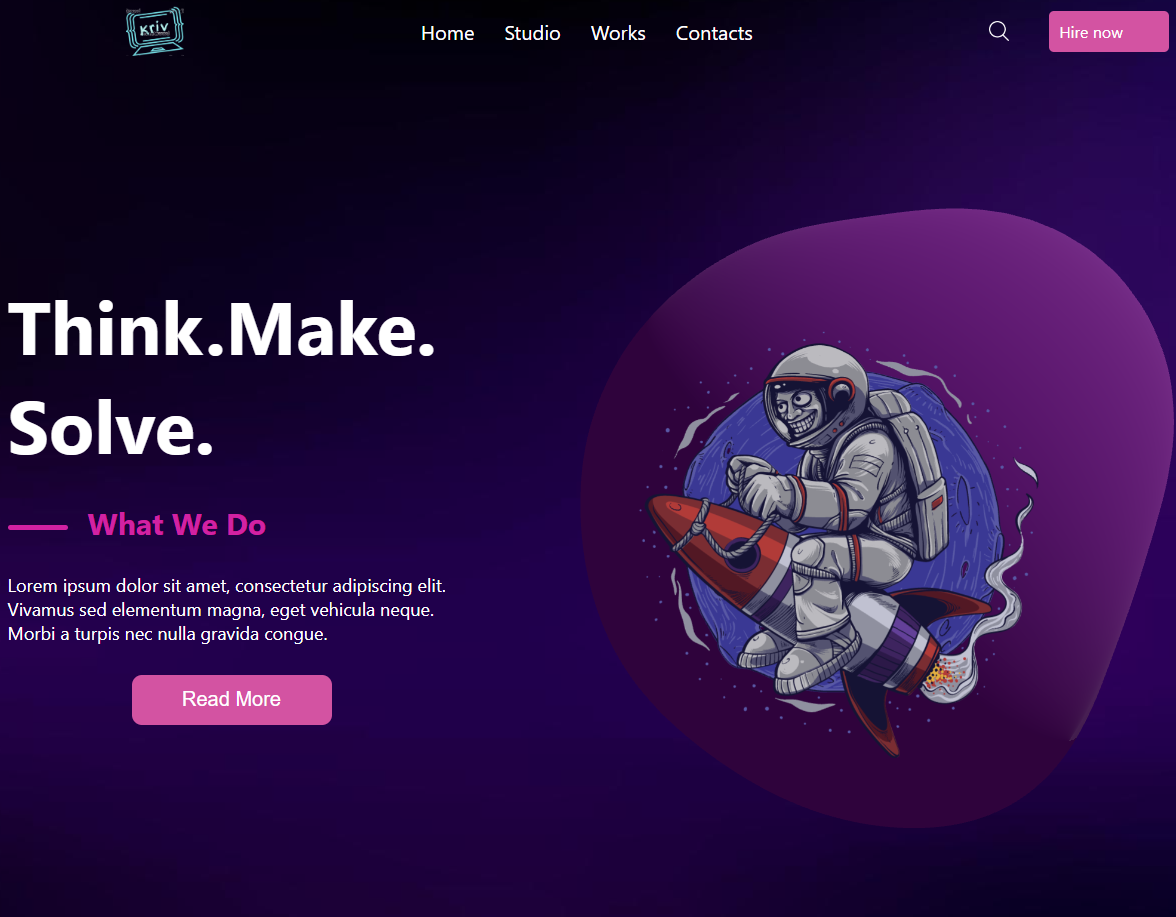 Kriv
Home Studio Works Contacts
Hire now
Think.Make.
Solve.
What We Do
Lorem ipsum dolor sit amet, consectetur adipiscing elit.
Vivamus sed elementum magna, eget vehicula neque.
Morbi a turpis nec nulla gravida congue.
Read More